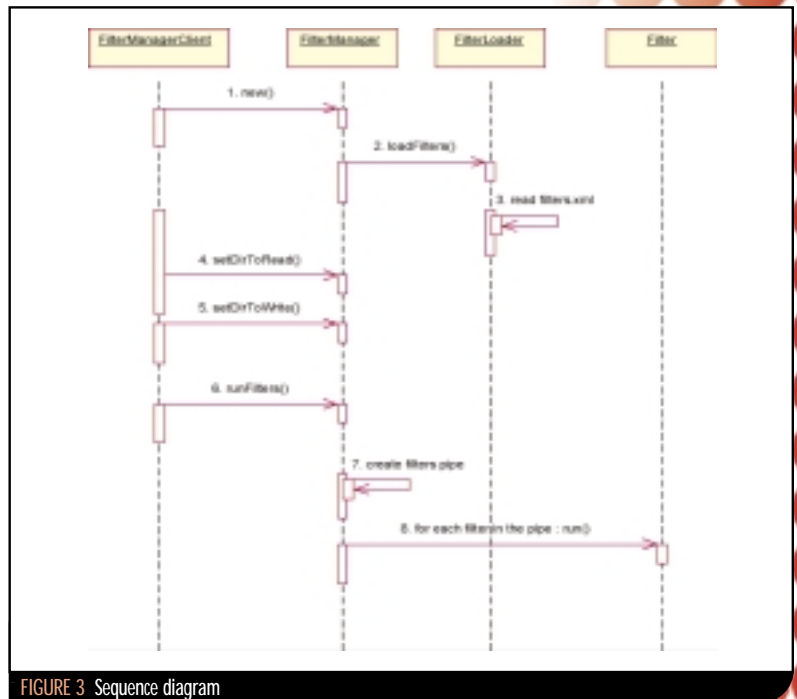 FilterManagerClient
FilterManager
FilterLoader
Filter
1. new()
2. loadFilters()
3. read filters.xml
4. setDirToRead()
5. setDirToWrite()
6. runFilters()
7. create filters pipe
8. for each filter in the pipe : run()
FIGURE 3 Sequence diagram